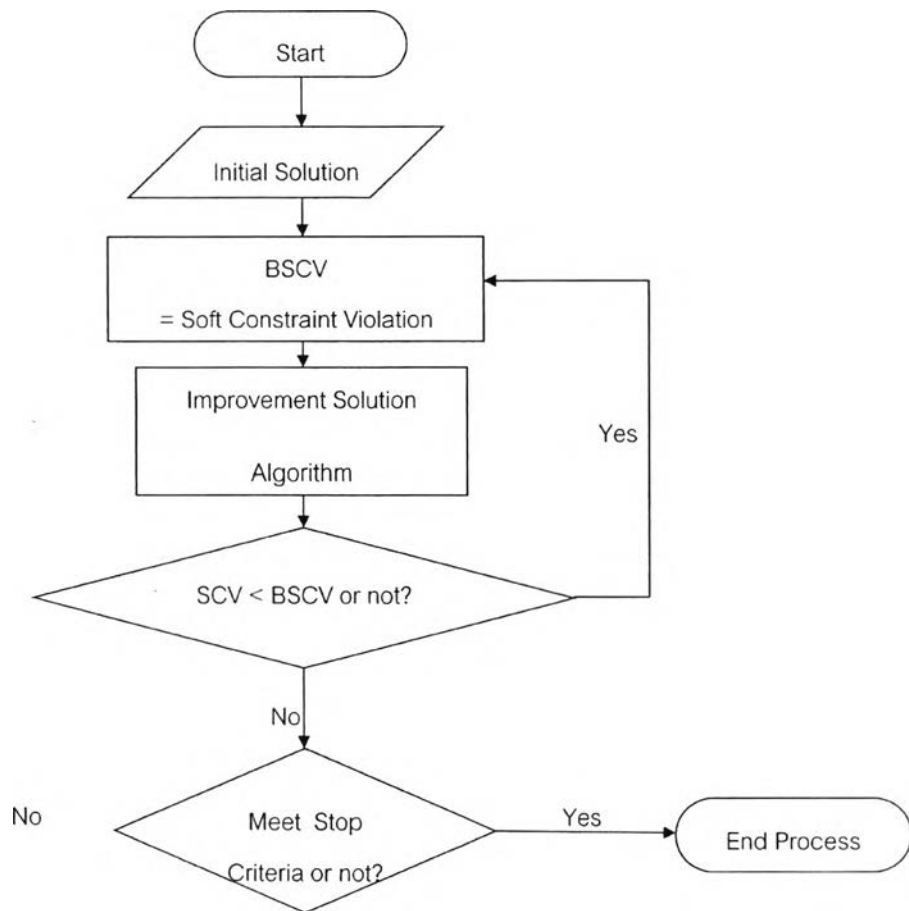 Start
Initial Solution
BSCV
= Soft Constraint Violation
Improvement Solution
Algorithm
Yes
SCV < BSCV or not?
No
No
Meet Stop
Criteria or not?
Yes
End Process